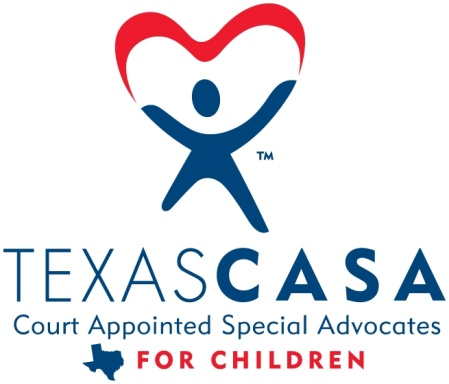 TM
TEXASCASA
Court Appointed Special Advocates
FOR CHILDREN